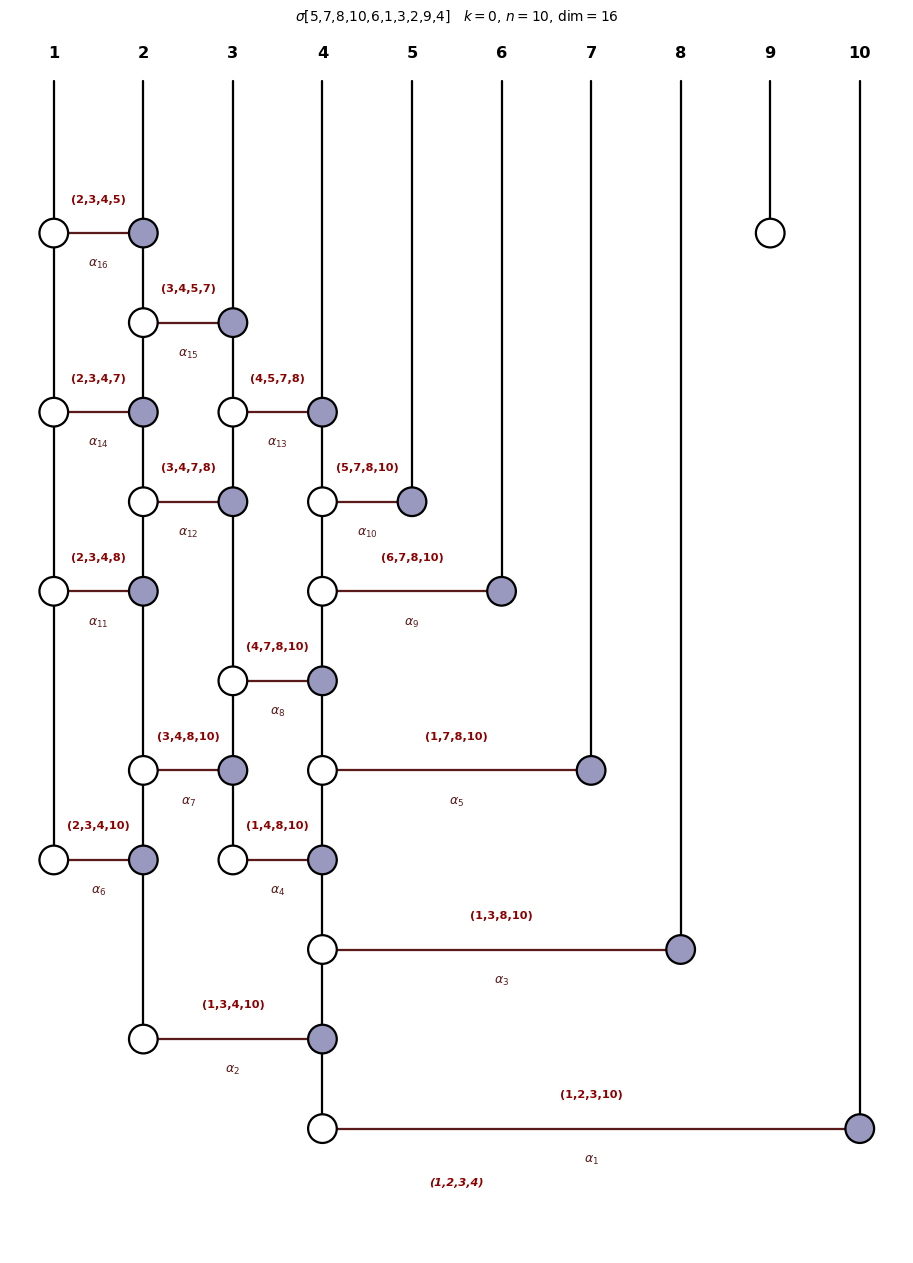 σ[5,7,8,10,6,1,3,2,9,4]   k = 0, n = 10, dim = 16
1 2 3 4 5 6 7 8 9 10
(2,3,4,5)
α₁₆
(3,4,5,7)
α₁₅
(2,3,4,7) (4,5,7,8)
α₁₄ α₁₃
(3,4,7,8) (5,7,8,10)
α₁₂ α₁₀
(2,3,4,8) (6,7,8,10)
α₁₁ α₉
(4,7,8,10)
α₈
(3,4,8,10) (1,7,8,10)
α₇ α₅
(2,3,4,10) (1,4,8,10)
α₆ α₄
(1,3,8,10)
α₃
(1,3,4,10)
α₂
(1,2,3,10)
α₁
(1,2,3,4)